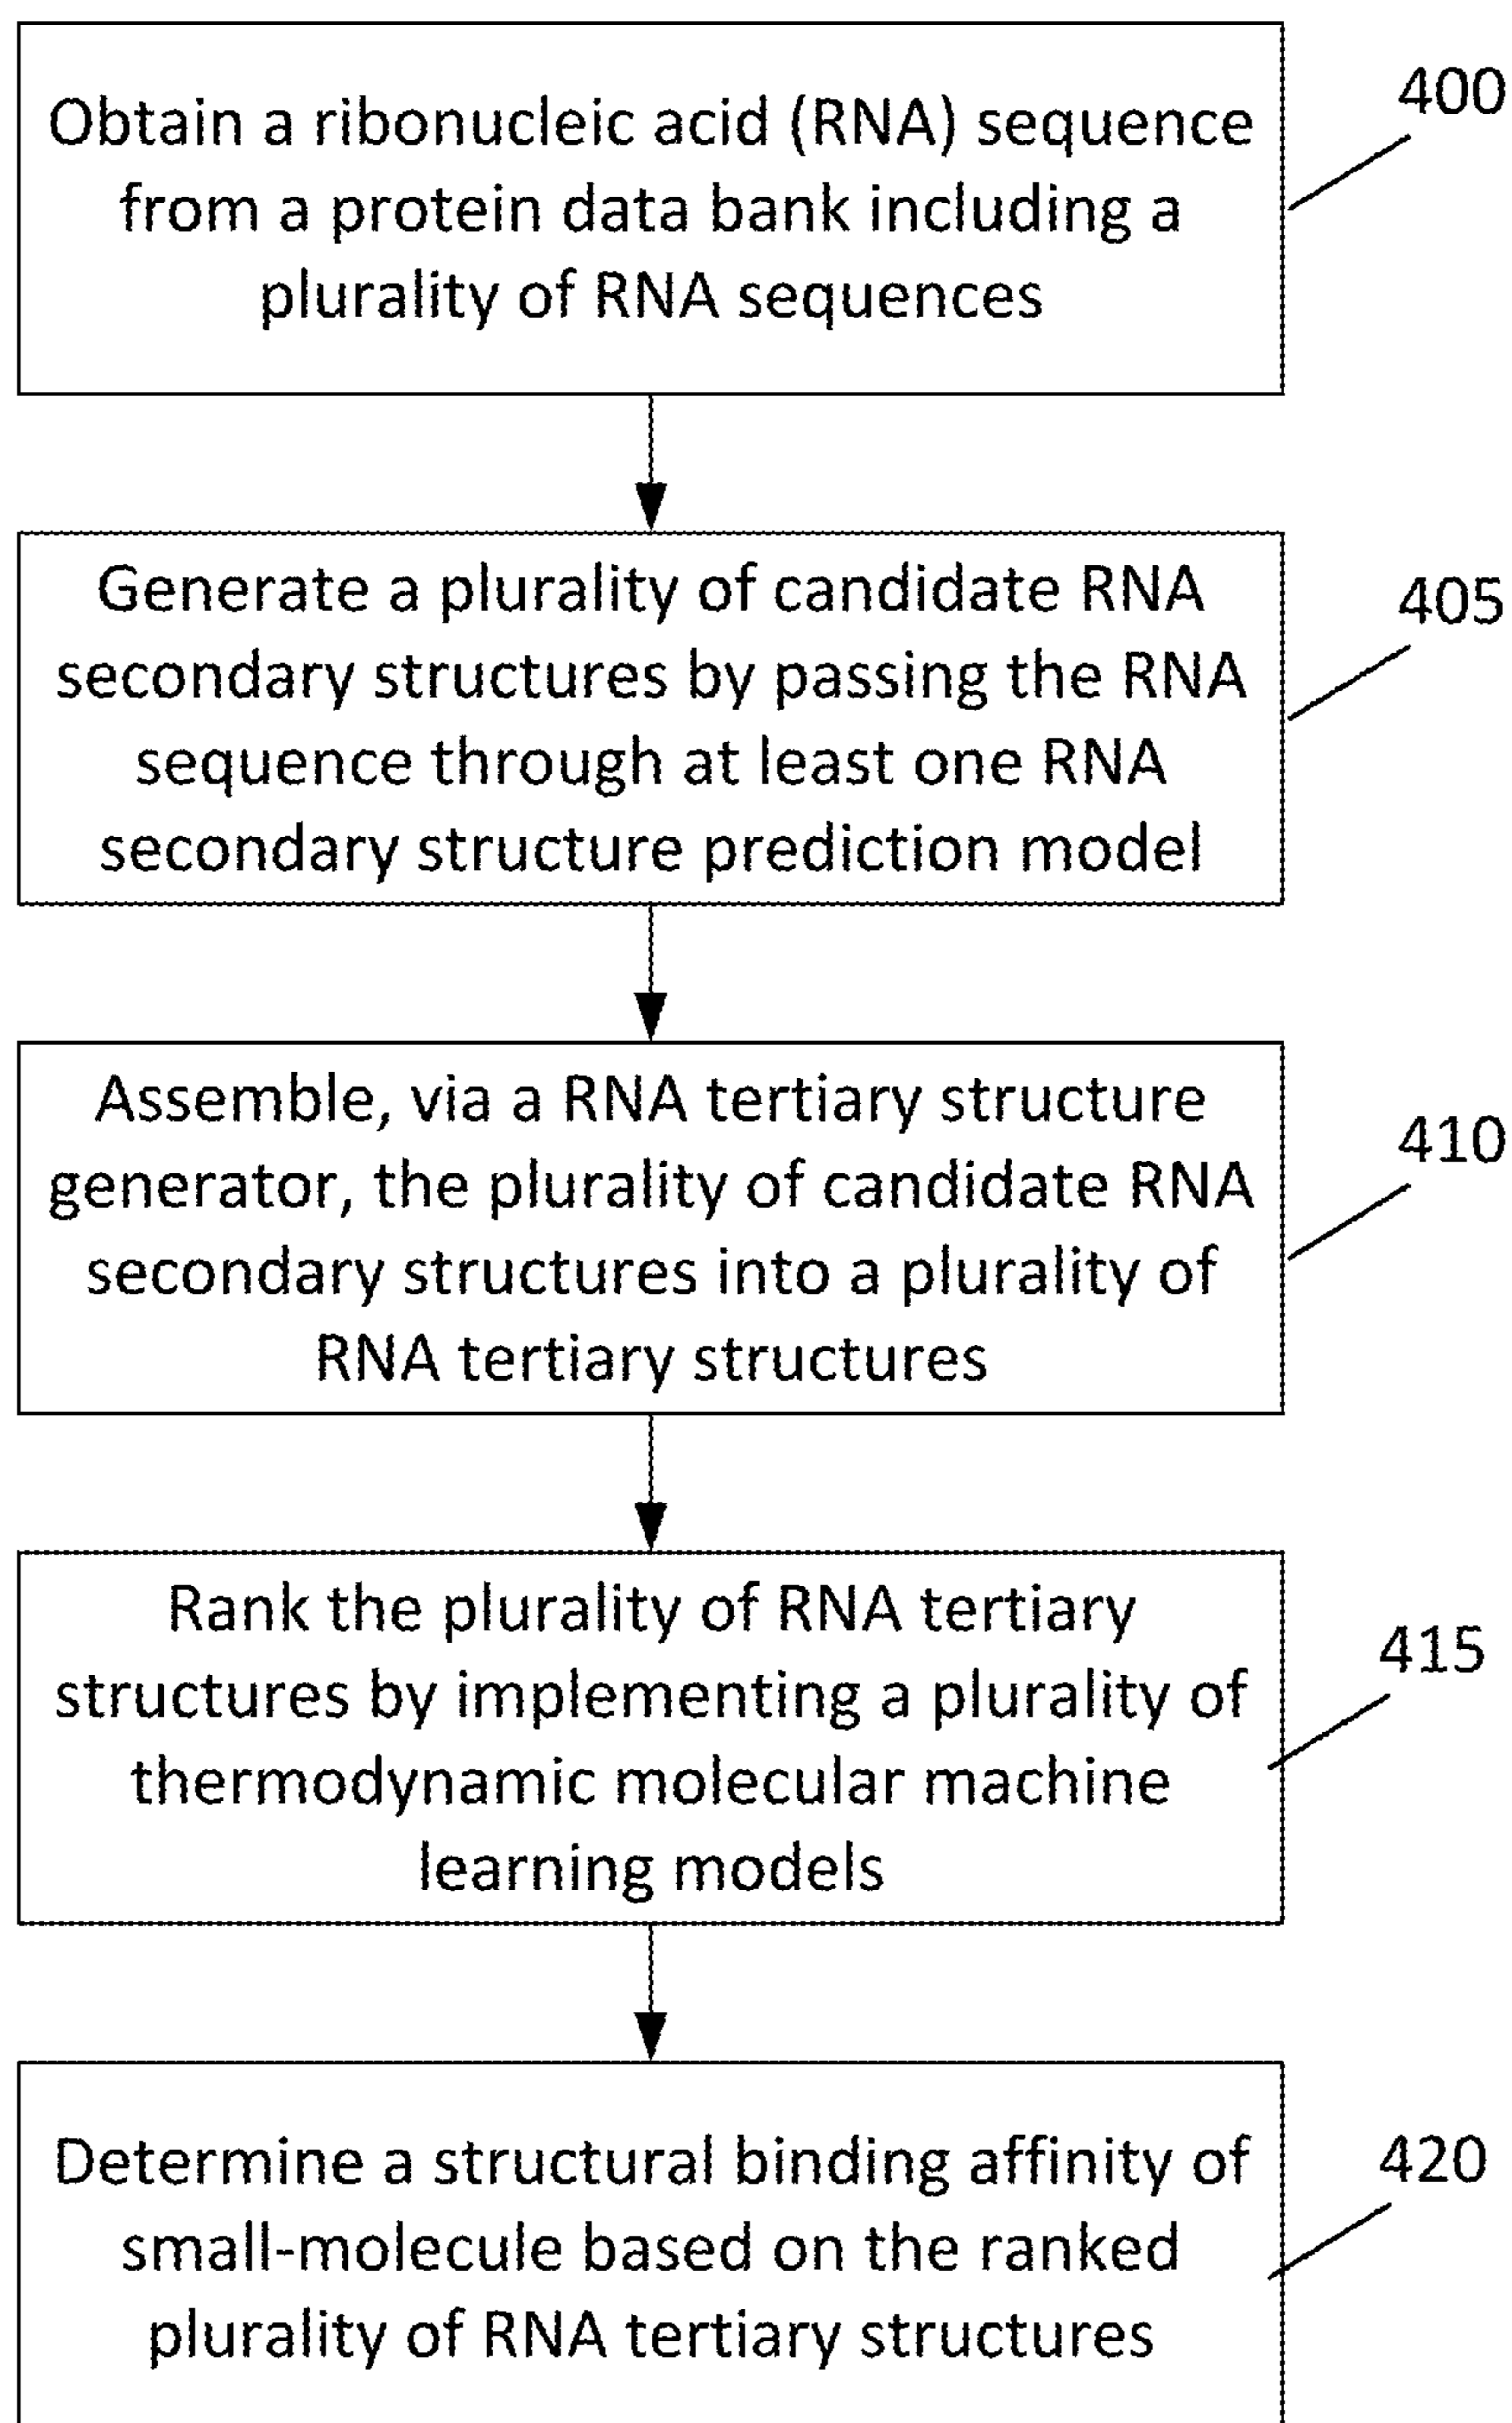 Obtain a ribonucleic acid (RNA) sequence
from a protein data bank including a
plurality of RNA sequences
400
Generate a plurality of candidate RNA
secondary structures by passing the RNA
sequence through at least one RNA
secondary structure prediction model
405
Assemble, via a RNA tertiary structure
generator, the plurality of candidate RNA
secondary structures into a plurality of
RNA tertiary structures
410
Rank the plurality of RNA tertiary
structures by implementing a plurality of
thermodynamic molecular machine
learning models
415
Determine a structural binding affinity of
small-molecule based on the ranked
plurality of RNA tertiary structures
420